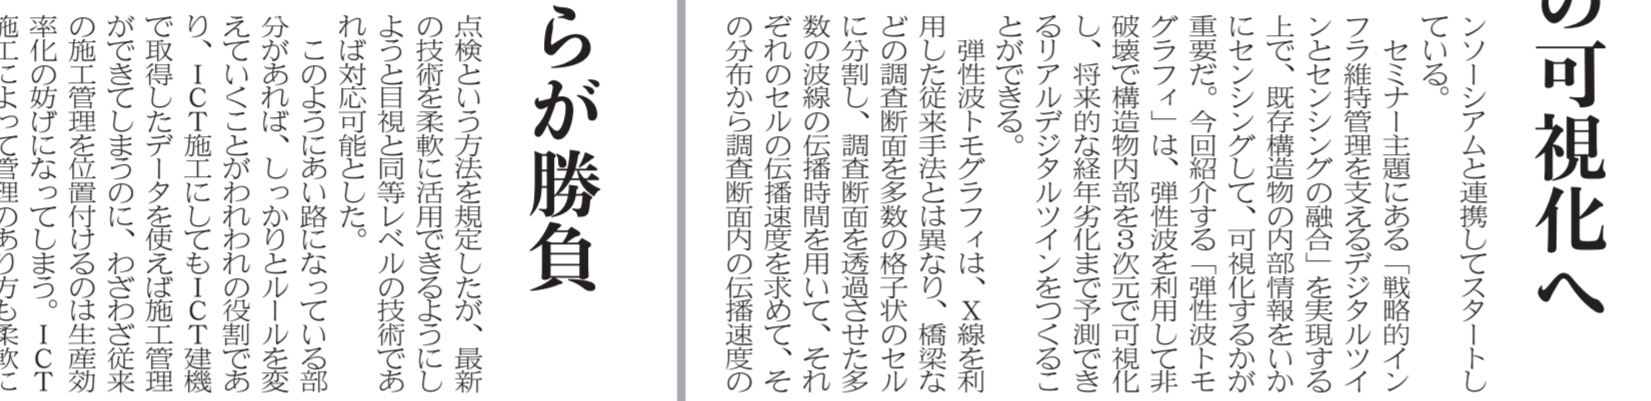 の可視化へ
ンソーシアムと連携してスタートし
ている。
セミナー主題にある「戦略的イン
フラ維持管理を支えるデジタルツイ
ンとセンシングの融合」を実現する
上で、既存構造物の内部情報をいか
にセンシングして、可視化するかが
重要だ。今回紹介する「弾性波トモ
グラフィ」は、弾性波を利用して非
破壊で構造物内部を3次元で可視化
し、将来的な経年劣化まで予測でき
るリアルデジタルツインをつくるこ
とができる。
弾性波トモグラフィは、X線を利
用した従来手法とは異なり、橋梁な
どの調査断面を多数の格子状のセル
に分割し、調査断面を透過させた多
数の波線の伝播時間を用いて、それ
ぞれのセルの伝播速度を求めて、そ
の分布から調査断面内の伝播速度の
らが勝負
点検という方法を規定したが、最新
の技術を柔軟に活用できるようにし
ようと目視と同等レベルの技術であ
れば対応可能とした。
このようにあい路になっている部
分があれば、しっかりとルールを変
えていくことがわれわれの役割であ
り、ICT施工にしてもICT建機
で取得したデータを使えば施工管理
ができてしまうのに、わざわざ従来
の施工管理を位置付けるのは生産効
率化の妨げになってしまう。ICT
施工によって管理のあり方も柔軟に